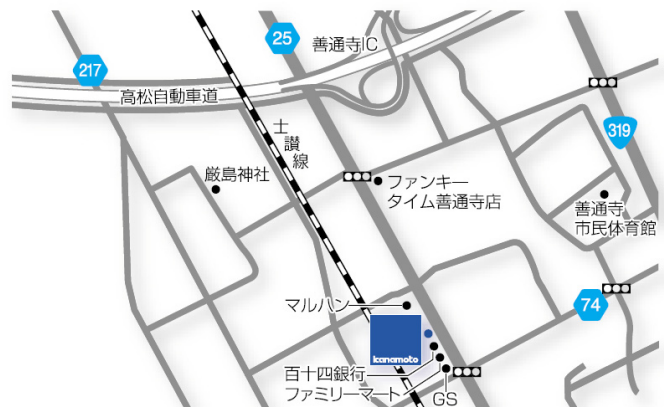 25
善通寺IC
217
高松自動車道
319
土
讃
線
厳島神社
ファンキー
タイム善通寺店
善通寺
市民体育館
マルハン
74
kanamoto
百十四銀行
ファミリーマート
GS